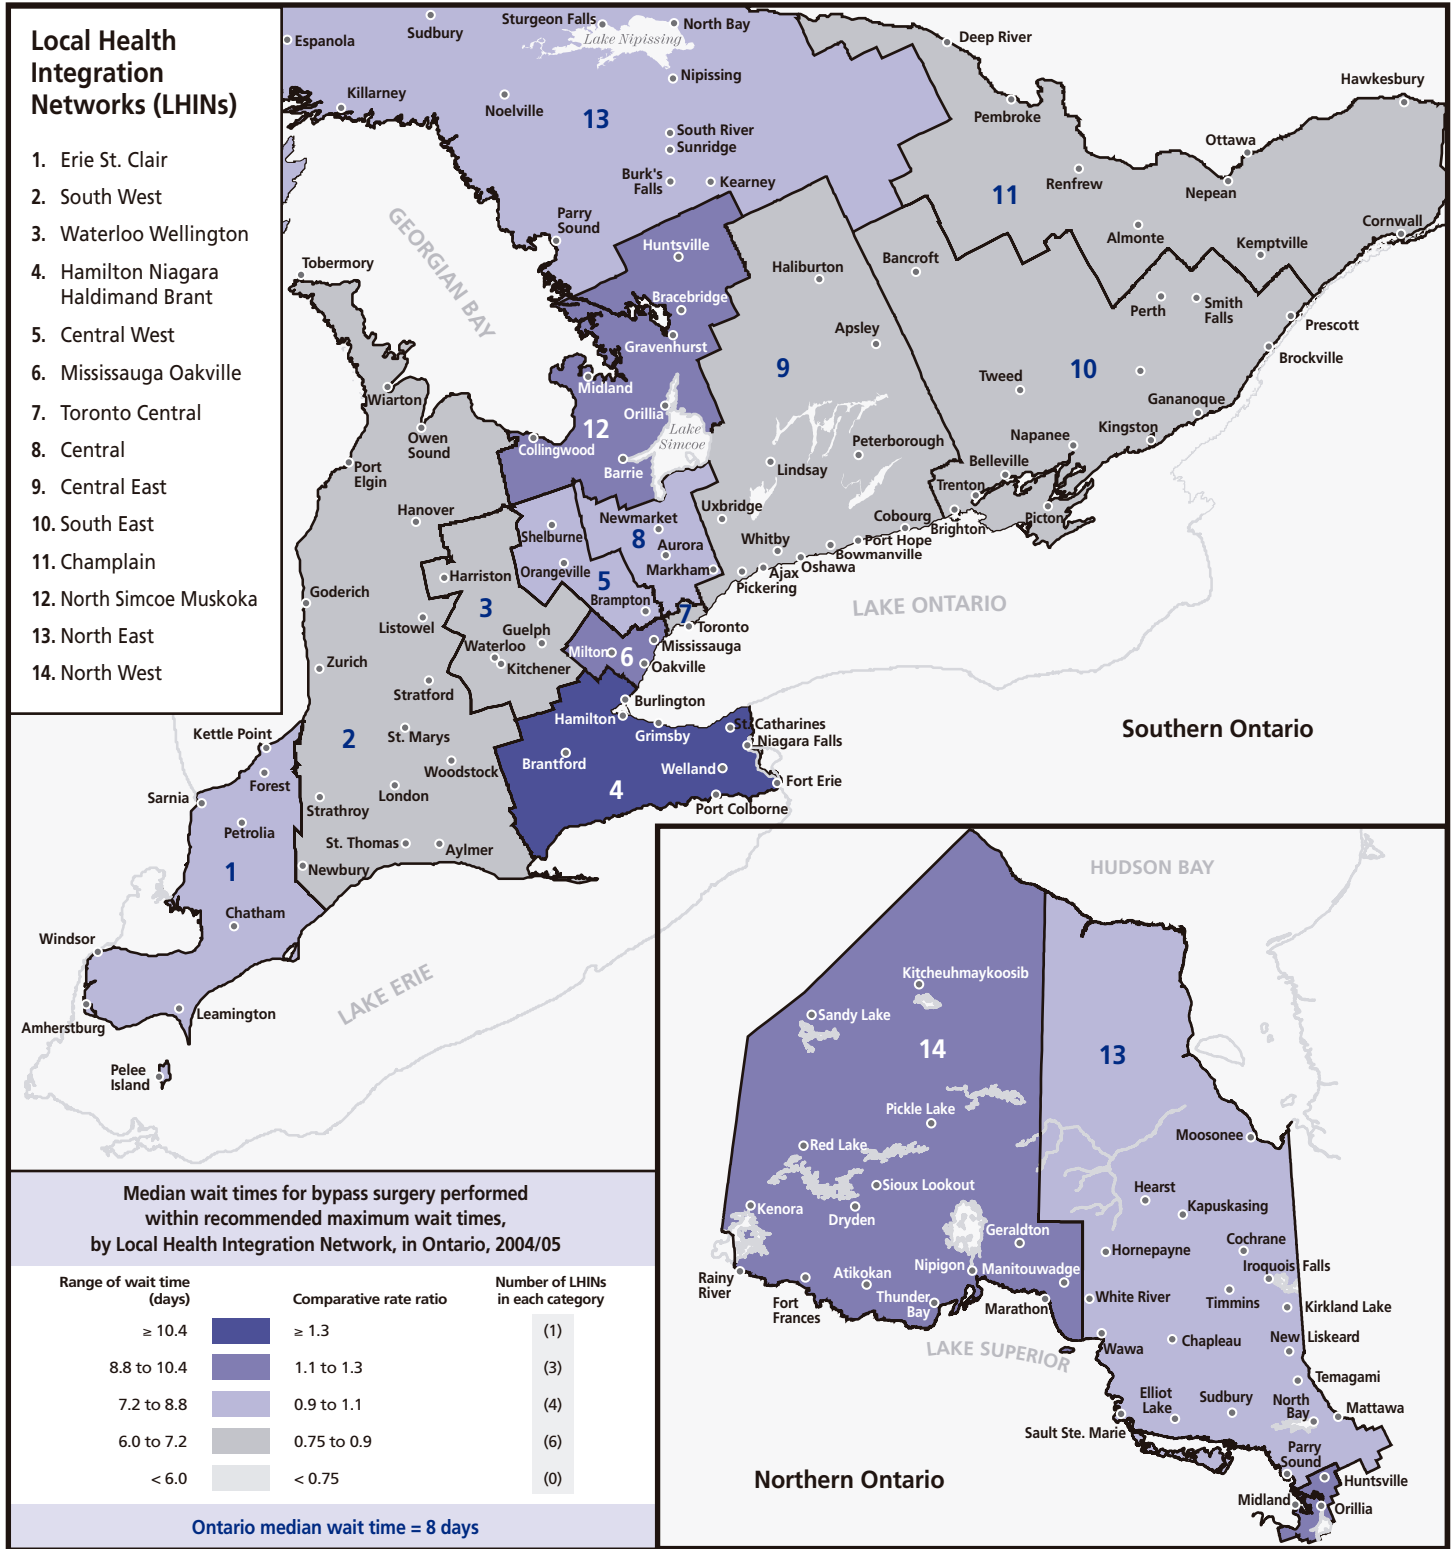 Local Health
Integration
Networks (LHINs)
1. Erie St. Clair
2. South West
3. Waterloo Wellington
4. Hamilton Niagara
Haldimand Brant
5. Central West
6. Mississauga Oakville
7. Toronto Central
8. Central
9. Central East
10. South East
11. Champlain
12. North Simcoe Muskoka
13. North East
14. North West
Espanola
Sudbury
Sturgeon Falls
North Bay
Lake Nipissing
Deep River
Killarney
Noelville
Nipissing
13
Pembroke
Hawkesbury
South River
Sunridge
Ottawa
Burk's
Falls
Kearney
Renfrew
Nepean
11
Parry
Sound
GEORGIAN BAY
Huntsville
Almonte
Kemptville
Cornwall
Tobermory
Haliburton
Bancroft
Bracebridge
Perth
Smith
Falls
Prescott
Gravenhurst
Apsley
Brockville
9
10
Midland
Tweed
Wiarton
Orillia
Gananoque
12
Lake
Simcoe
Owen
Sound
Collingwood
Barrie
Peterborough
Napanee
Kingston
Port
Elgin
Lindsay
Belleville
Trenton
Hanover
Uxbridge
Newmarket
Shelburne
8
Aurora
Whitby
Cobourg
Brighton
Picton
Port Hope
Bowmanville
Oshawa
Ajax
Pickering
Markham
Harriston
Orangeville
5
Brampton
Goderich
3
7
LAKE ONTARIO
Listowel
Guelph
Toronto
Waterloo
Kitchener
Milton
6
Mississauga
Oakville
Zurich
Stratford
Burlington
Hamilton
Grimsby
St. Catharines
Niagara Falls
Kettle Point
2
St. Marys
Southern Ontario
Brantford
Welland
Woodstock
Forest
London
4
Fort Erie
Sarnia
Strathroy
Port Colborne
Petrolia
St. Thomas
Aylmer
1
Newbury
Chatham
Windsor
LAKE ERIE
Amherstburg
Leamington
Pelee
Island
HUDSON BAY
Kitcheuhmaykoosib
Sandy Lake
14
13
Pickle Lake
Red Lake
Moosonee
Sioux Lookout
Hearst
Kapuskasing
Kenora
Dryden
Geraldton
Hornepayne
Cochrane
Iroquois Falls
Rainy
River
Atikokan
Nipigon
Manitouwadge
Fort
Frances
Thunder
Bay
Marathon
White River
Timmins
Kirkland Lake
LAKE SUPERIOR
Wawa
Chapleau
New Liskeard
Temagami
Elliot
Lake
Sudbury
North
Bay
Mattawa
Sault Ste. Marie
Parry
Sound
Huntsville
Northern Ontario
Midland
Orillia
Median wait times for bypass surgery performed
within recommended maximum wait times,
by Local Health Integration Network, in Ontario, 2004/05
Range of wait time
(days)
Comparative rate ratio
Number of LHINs
in each category
≥ 10.4 ≥ 1.3 (1)
8.8 to 10.4 1.1 to 1.3 (3)
7.2 to 8.8 0.9 to 1.1 (4)
6.0 to 7.2 0.75 to 0.9 (6)
< 6.0 < 0.75 (0)
Ontario median wait time = 8 days